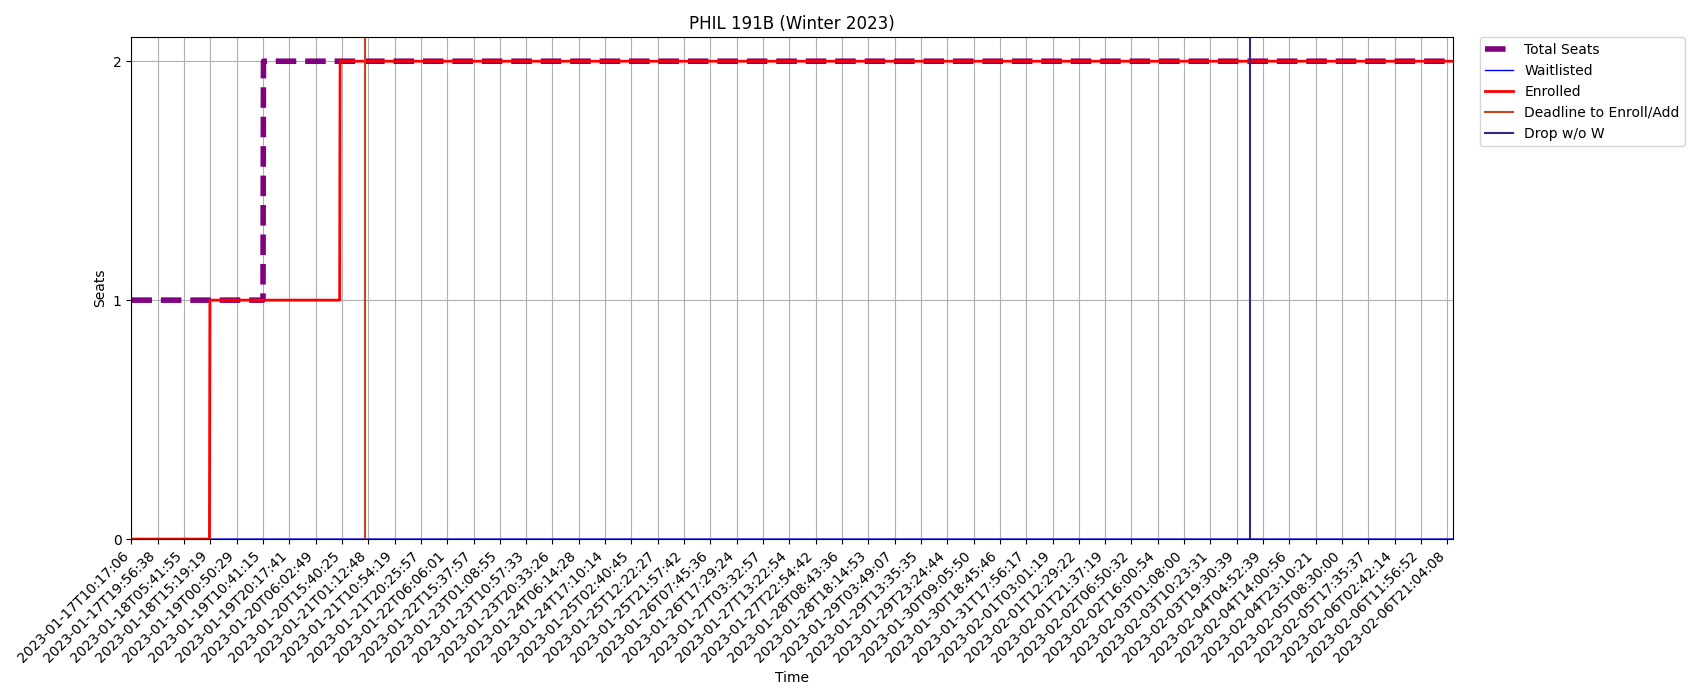 PHIL 191B (Winter 2023)
Total Seats
Waitlisted
Enrolled
Deadline to Enroll/Add
Drop w/o W
Seats
2
1
0
2023-01-17T10:17:06
2023-01-17T19:56:38
2023-01-18T05:41:55
2023-01-18T15:19:19
2023-01-19T00:50:29
2023-01-19T10:41:15
2023-01-19T20:17:41
2023-01-20T06:02:49
2023-01-20T15:40:25
2023-01-21T01:12:48
2023-01-21T10:54:19
2023-01-21T20:25:57
2023-01-22T06:06:01
2023-01-22T15:37:57
2023-01-23T01:08:55
2023-01-23T10:57:33
2023-01-23T20:33:26
2023-01-24T06:14:28
2023-01-24T17:10:14
2023-01-25T02:40:45
2023-01-25T12:22:27
2023-01-25T21:57:42
2023-01-26T07:45:36
2023-01-26T17:29:24
2023-01-27T03:32:57
2023-01-27T13:22:54
2023-01-27T22:54:42
2023-01-28T08:43:36
2023-01-28T18:14:53
2023-01-29T03:49:07
2023-01-29T13:35:35
2023-01-29T23:24:44
2023-01-30T09:05:50
2023-01-30T18:45:46
2023-01-31T17:56:17
2023-02-01T03:01:19
2023-02-01T12:29:22
2023-02-01T21:37:19
2023-02-02T06:50:32
2023-02-02T16:00:54
2023-02-03T01:08:00
2023-02-03T10:23:31
2023-02-03T19:30:39
2023-02-04T04:52:39
2023-02-04T14:00:56
2023-02-04T23:10:21
2023-02-05T08:30:00
2023-02-05T17:35:37
2023-02-06T02:42:14
2023-02-06T11:56:52
2023-02-06T21:04:08
Time